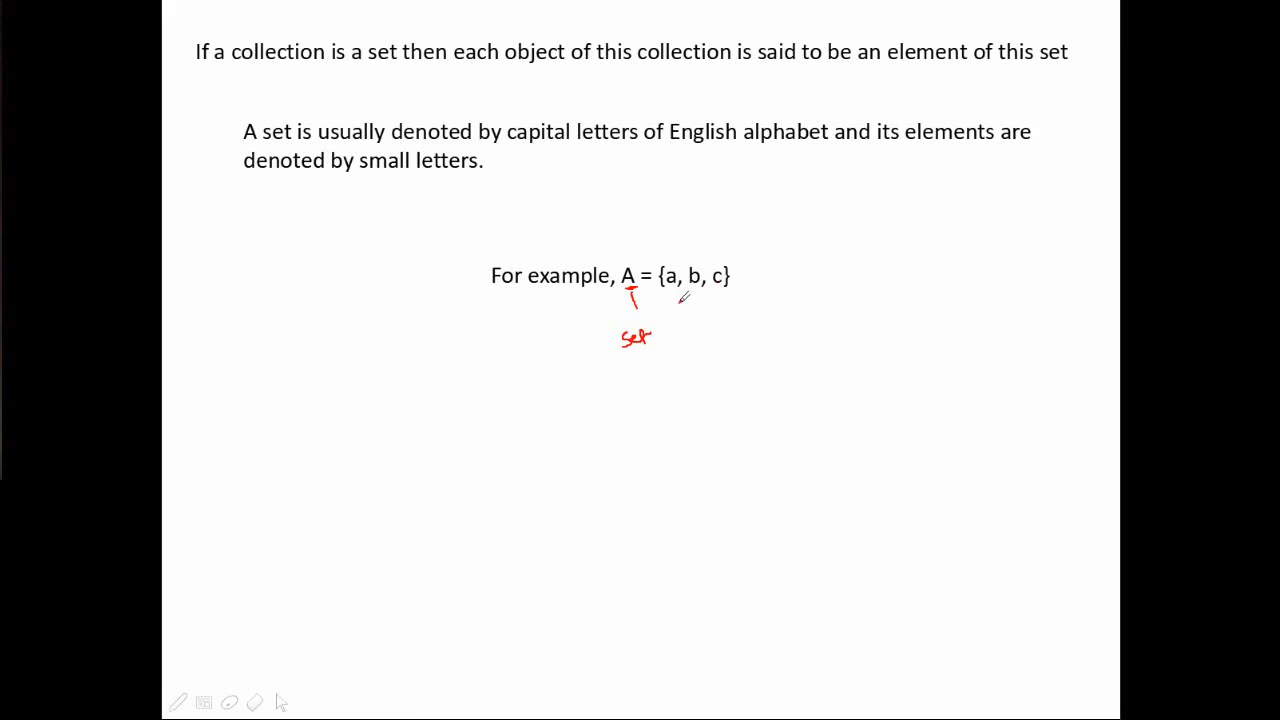 If a collection is a set then each object of this collection is said to be an element of this set
A set is usually denoted by capital letters of English alphabet and its elements are
denoted by small letters.
For example, A = {a, b, c}
set